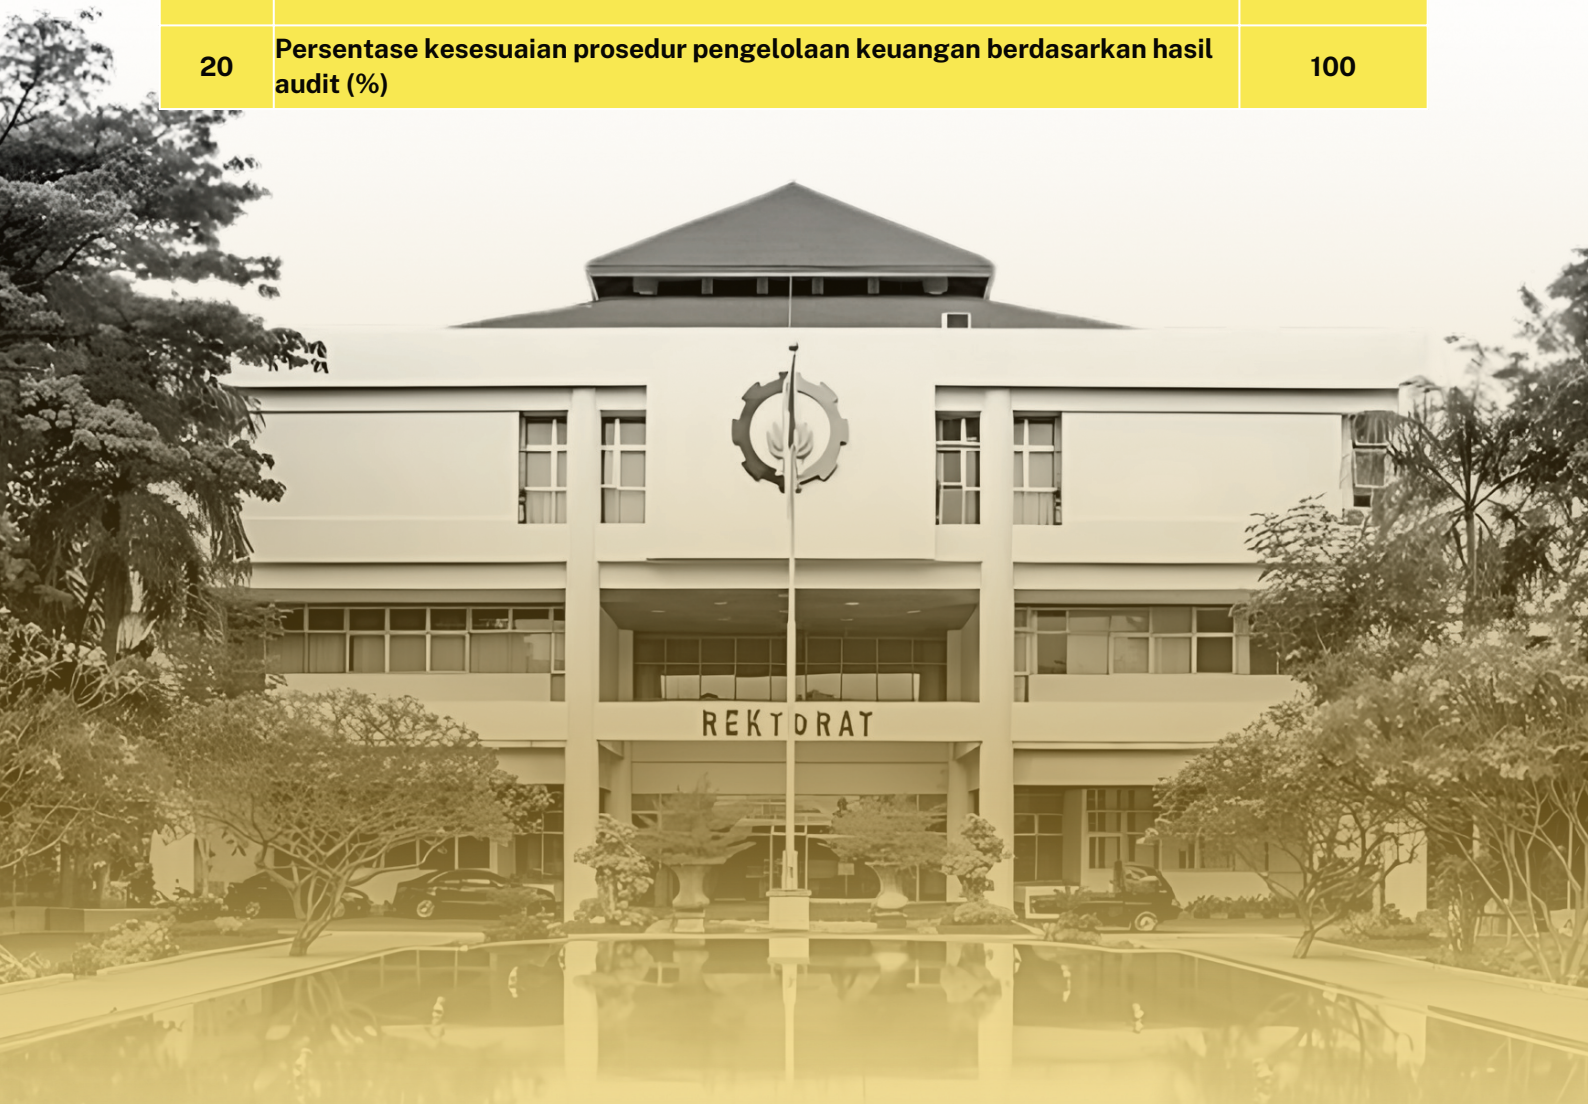 20
Persentase kesesuaian prosedur pengelolaan keuangan berdasarkan hasil
audit (%)
100
REKTORAT